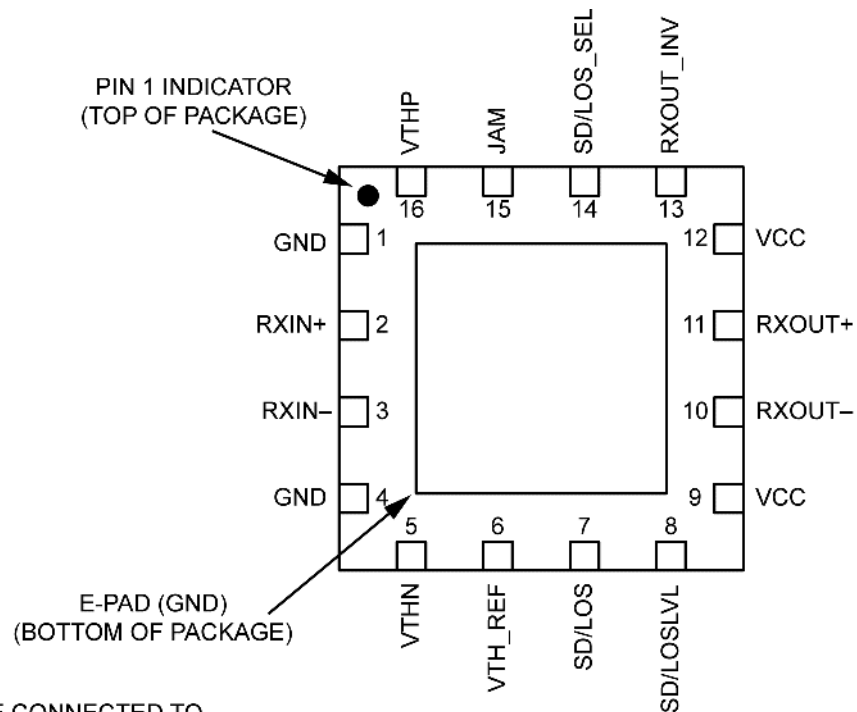 PIN 1 INDICATOR
(TOP OF PACKAGE)
VTHP
JAM
SD/LOS_SEL
RXOUT_INV
16
15
14
13
GND
1
12
VCC
RXIN+
2
11
RXOUT+
RXIN–
3
10
RXOUT–
GND
4
9
VCC
5
6
7
8
E-PAD (GND)
(BOTTOM OF PACKAGE)
VTHN
VTH_REF
SD/LOS
SD/LOSLVL
CONNECTED TO